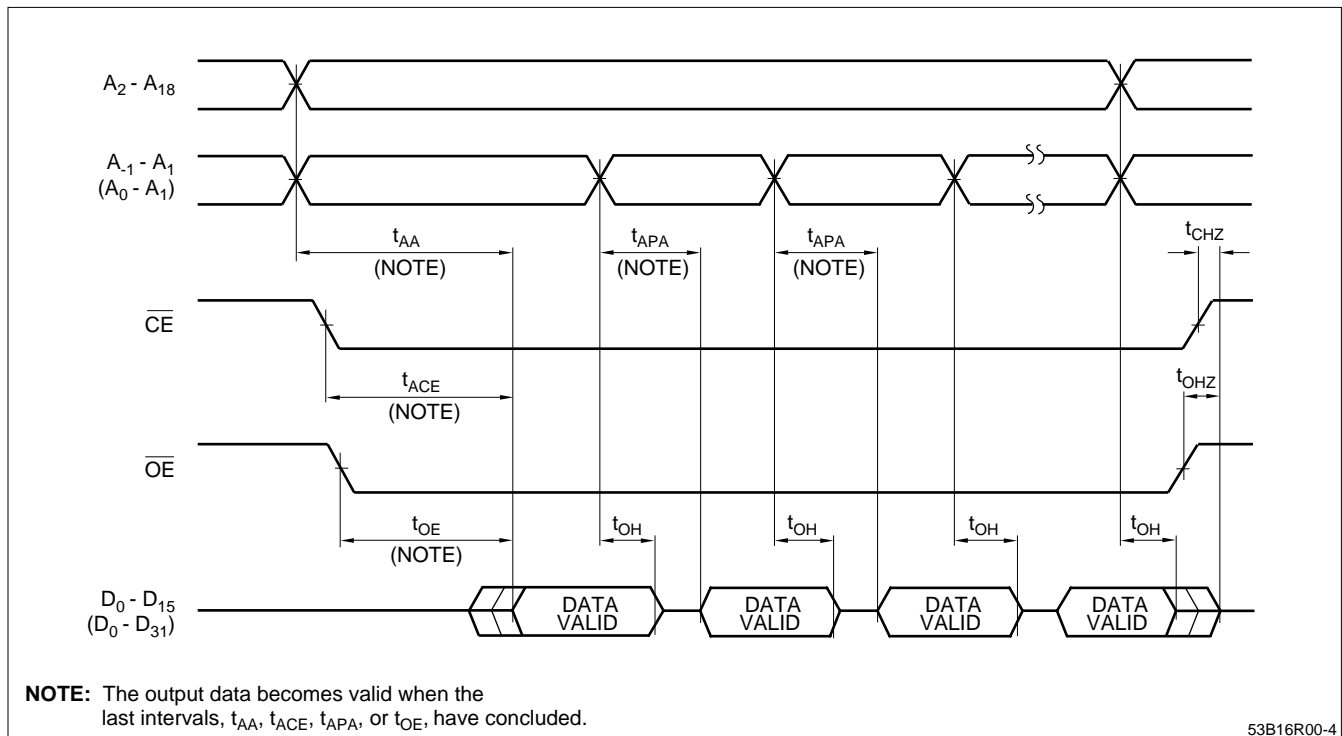 A2 - A18
A-1 - A1
(A0 - A1)
tAA
(NOTE)
tAPA
(NOTE)
tAPA
(NOTE)
tCHZ
CE
tACE
(NOTE)
tOHZ
OE
tOE
(NOTE)
tOH
tOH
tOH
tOH
D0 - D15
(D0 - D31)
DATA
VALID
DATA
VALID
DATA
VALID
DATA
VALID
NOTE: The output data becomes valid when the
last intervals, tAA, tACE, tAPA, or tOE, have concluded.
53B16R00-4